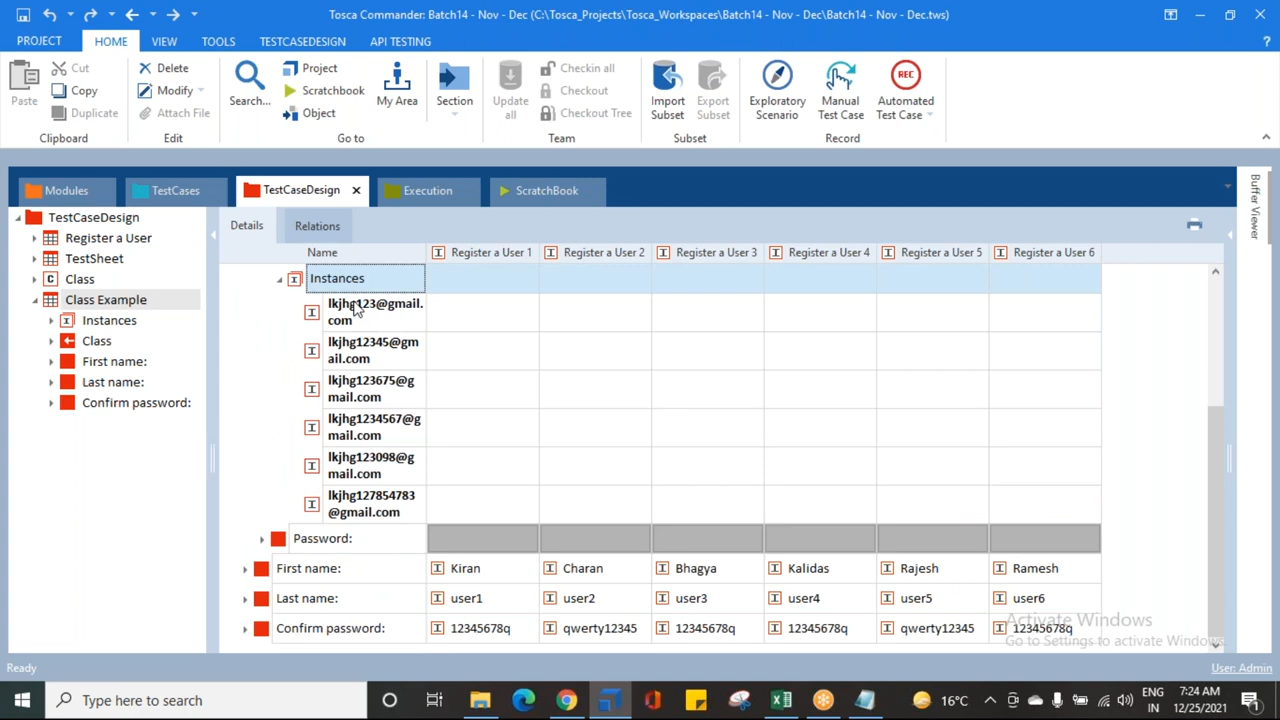 Tosca Commander: Batch14 - Nov - Dec (C:\Tosca_Projects\Tosca_Workspaces\Batch14 - Nov - Dec\Batch14 - Nov - Dec.tws)
PROJECT HOME VIEW TOOLS TESTCASEDESIGN API TESTING ?
Paste Cut Copy Duplicate
Delete Modify Attach File
Search... Project Scratchbook Object My Area Section
Update all Checkin all Checkout Checkout Tree
Import Subset Export Subset
Exploratory Scenario Manual Test Case REC Automated Test Case
Clipboard Edit Go to Team Subset Record
Modules TestCases TestCaseDesign Execution ScratchBook
Buffer Viewer
TestCaseDesign
Register a User
TestSheet
C Class
Class Example
I Instances
Class
First name:
Last name:
Confirm password:
Details Relations
Name I Register a User 1 I Register a User 2 I Register a User 3 I Register a User 4 I Register a User 5 I Register a User 6
I Instances
I lkjhg123@gmail.
com
I lkjhg12345@gm
ail.com
I lkjhg123675@g
mail.com
I lkjhg1234567@g
mail.com
I lkjhg123098@g
mail.com
I lkjhg127854783
@gmail.com
Password:
First name: I Kiran I Charan I Bhagya I Kalidas I Rajesh I Ramesh
Last name: I user1 I user2 I user3 I user4 I user5 I user6
Confirm password: I 12345678q I qwerty12345 I 12345678q I 12345678q I qwerty12345 I 12345678q
Activate Windows
Go to Settings to activate Windows.
Ready User: Admin
Type here to search 16°C ENG IN 7:24 AM 12/25/2021 1